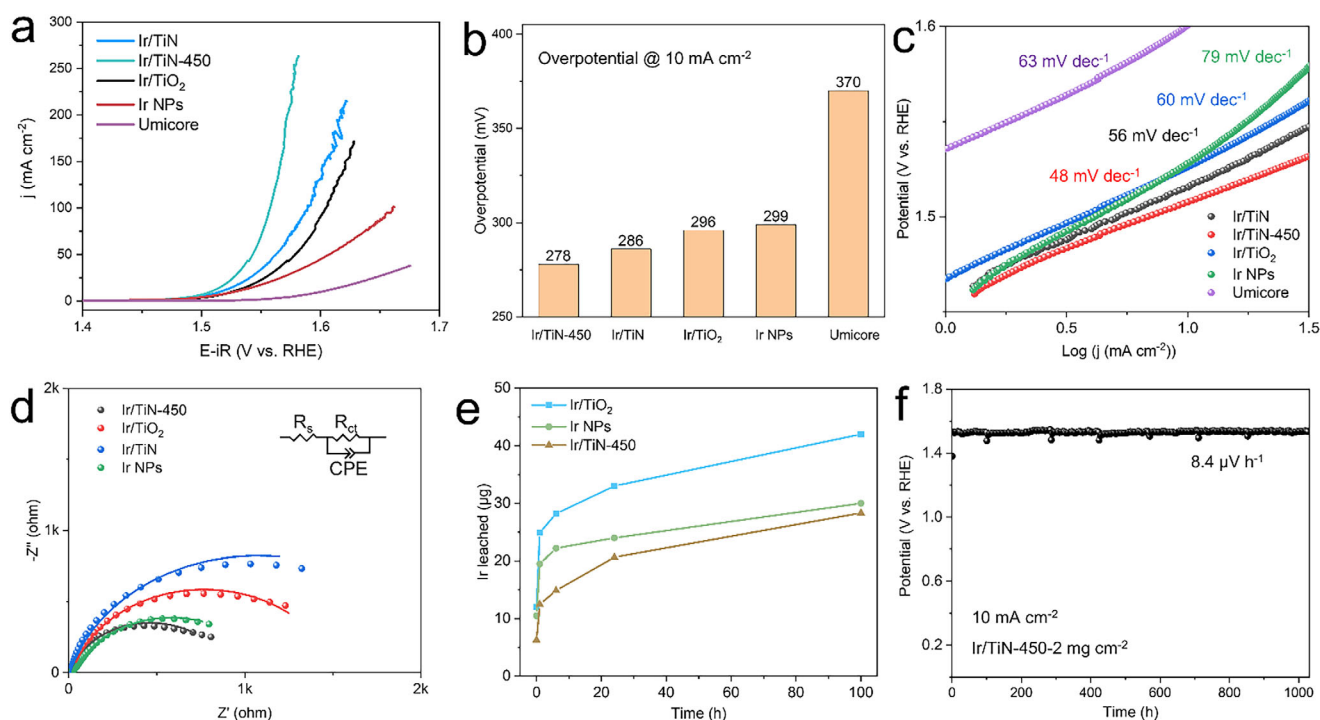 a
300
250
200
150
100
50
0
j (mA cm⁻²)
Ir/TiN
Ir/TiN-450
Ir/TiO₂
Ir NPs
Umicore
1.4 1.5 1.6 1.7
E-iR (V vs. RHE)
b
Overpotential @ 10 mA cm⁻²
400
350
300
250
Overpotential (mV)
278 286 296 299 370
Ir/TiN-450 Ir/TiN Ir/TiO₂ Ir NPs Umicore
c
1.6
1.5
Potential (V vs. RHE)
63 mV dec⁻¹
79 mV dec⁻¹
60 mV dec⁻¹
56 mV dec⁻¹
48 mV dec⁻¹
Ir/TiN
Ir/TiN-450
Ir/TiO₂
Ir NPs
Umicore
0.0 0.5 1.0 1.5
Log (j (mA cm⁻²))
d
2k
1k
0
-Z" (ohm)
Ir/TiN-450
Ir/TiO₂
Ir/TiN
Ir NPs
Rs
Rct
CPE
0 1k 2k
Z' (ohm)
e
50
40
30
20
10
0
Ir leached (µg)
Ir/TiO₂
Ir NPs
Ir/TiN-450
0 20 40 60 80 100
Time (h)
f
1.8
1.6
1.4
1.2
1.0
0.8
0.6
0.4
0.2
Potential (V vs. RHE)
8.4 µV h⁻¹
10 mA cm⁻²
Ir/TiN-450-2 mg cm⁻²
0 200 400 600 800 1000
Time (h)